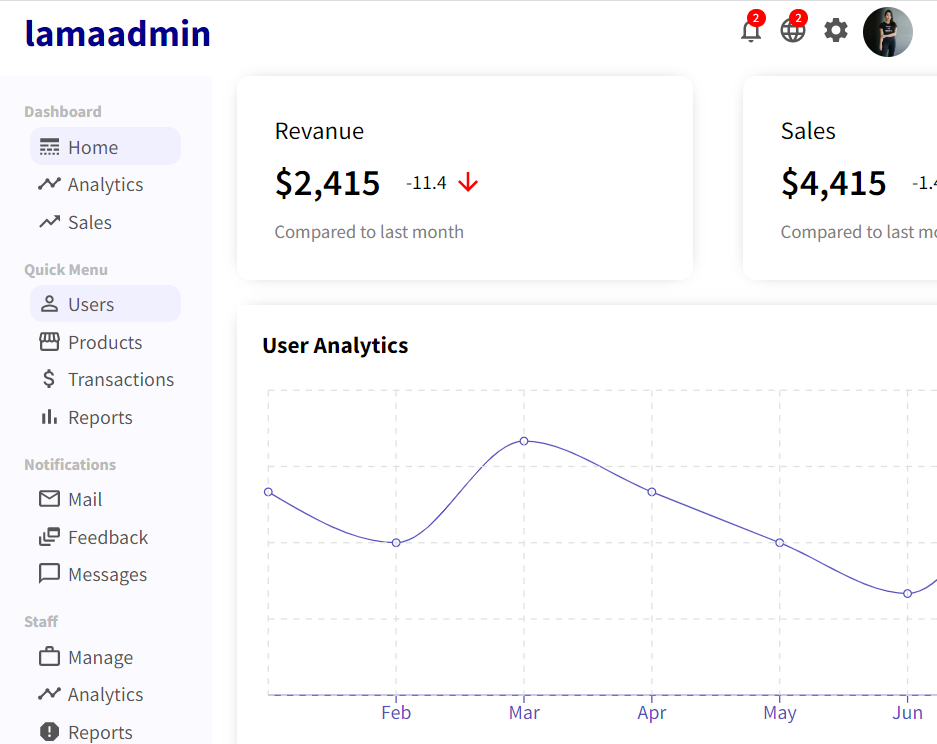 lamaadmin
2
2
Dashboard
Home
Analytics
Sales
Quick Menu
Users
Products
Transactions
Reports
Notifications
Mail
Feedback
Messages
Staff
Manage
Analytics
Reports
Revanue
$2,415 -11.4
Compared to last month
Sales
$4,415 -1.4
Compared to last mo
User Analytics
Feb Mar Apr May Jun